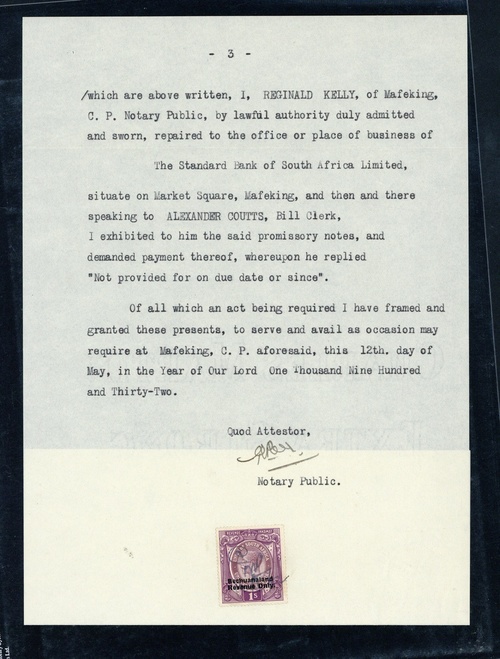 - 3 -
/which are above written, I, REGINALD KELLY, of Mafeking,
C. P. Notary Public, by lawful authority duly admitted
and sworn, repaired to the office or place of business of
The Standard Bank of South Africa Limited,
situate on Market Square, Mafeking, and then and there
speaking to ALEXANDER COUTTS, Bill Clerk,
I exhibited to him the said promissory notes, and
demanded payment thereof, whereupon he replied
"Not provided for on due date or since".
Of all which an act being required I have framed and
granted these presents, to serve and avail as occasion may
require at Mafeking, C. P. aforesaid, this 12th. day of
May, in the Year of Our Lord One Thousand Nine Hundred
and Thirty-Two.
Quod Attestor,
Notary Public.
Bechuanaland
Revenue Only.
1s